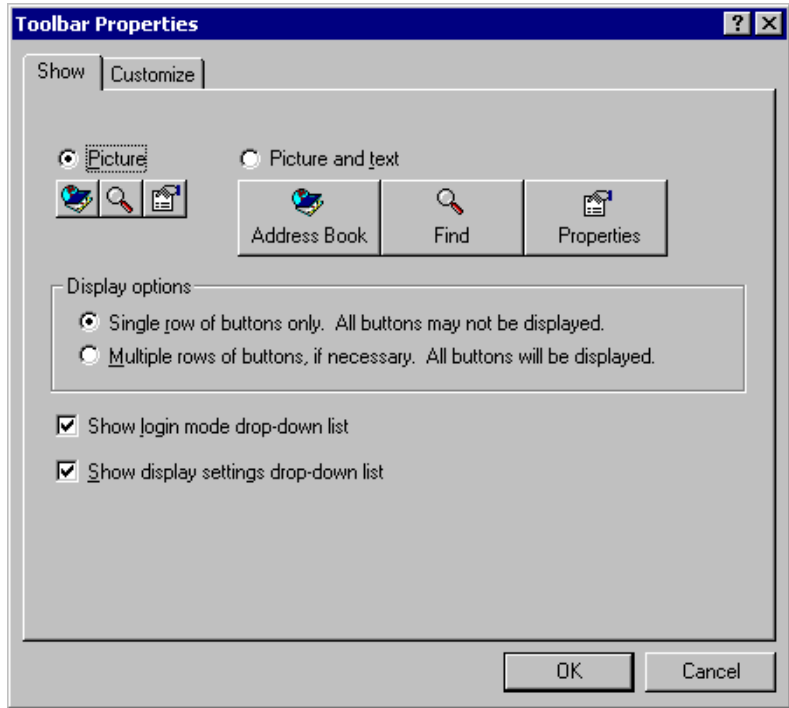 Toolbar Properties
Show Customize
Picture Picture and text
Address Book Find Properties
Display options
Single row of buttons only. All buttons may not be displayed.
Multiple rows of buttons, if necessary. All buttons will be displayed.
Show login mode drop-down list
Show display settings drop-down list
OK Cancel